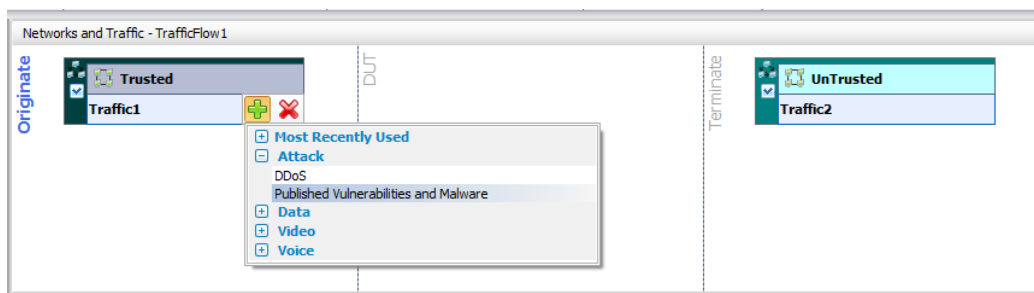 Networks and Traffic - TrafficFlow1
Originate
Trusted
Traffic1
DUT
Terminate
UnTrusted
Traffic2
Most Recently Used
Attack
DDoS
Published Vulnerabilities and Malware
Data
Video
Voice